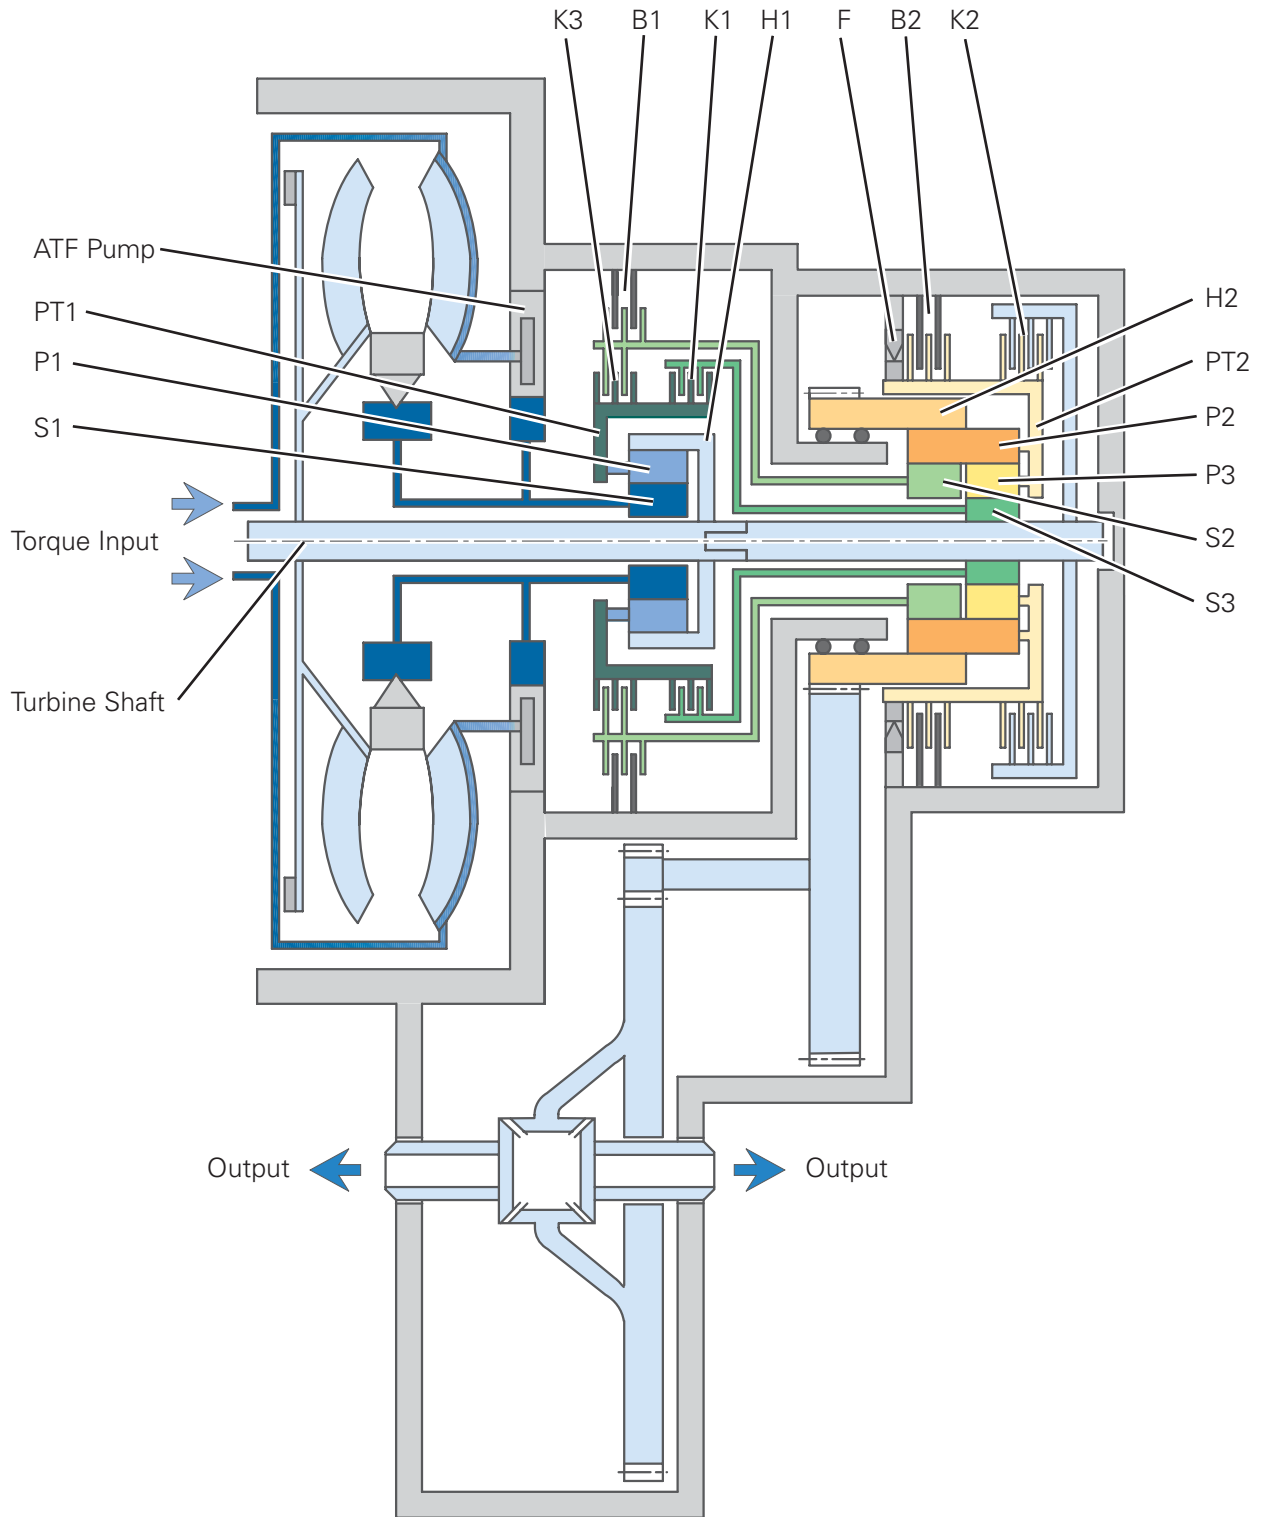 K3
B1
K1
H1
F
B2
K2
ATF Pump
PT1
P1
S1
Torque Input
Turbine Shaft
H2
PT2
P2
P3
S2
S3
Output
Output